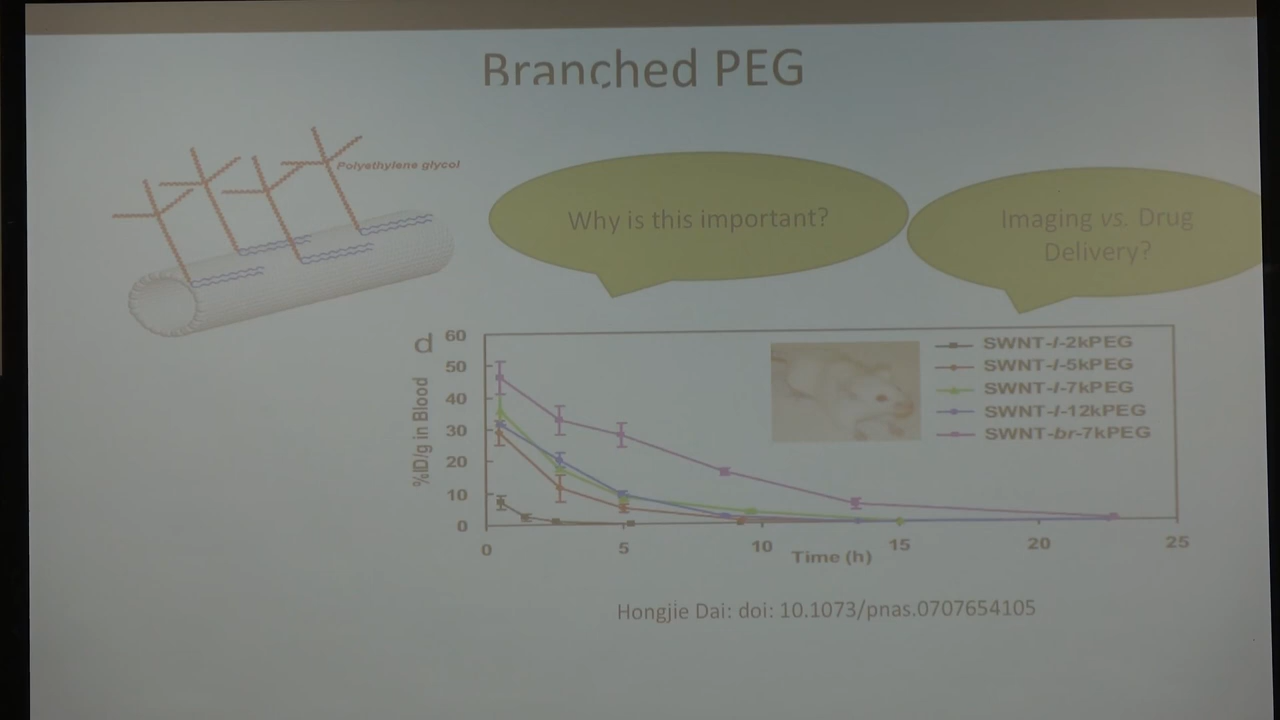 Branched PEG
Polyethylene glycol
Why is this important?
Imaging vs. Drug
Delivery?
d
%ID/g in Blood
60
50
40
30
20
10
0
SWNT-l-2kPEG
SWNT-l-5kPEG
SWNT-l-7kPEG
SWNT-l-12kPEG
SWNT-br-7kPEG
0
5
10
15
20
25
Time (h)
Hongjie Dai: doi: 10.1073/pnas.0707654105